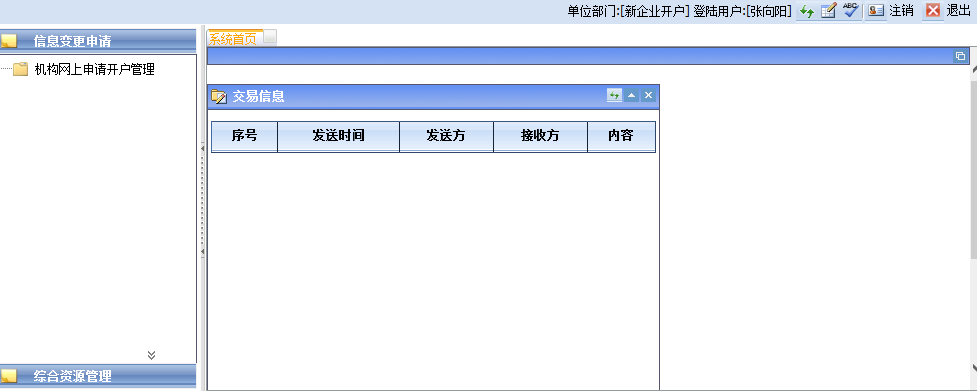 单位部门:[新企业开户] 登陆用户:[张向阳] ABC 注销 退出
信息变更申请
系统首页
机构网上申请开户管理
交易信息
序号 发送时间 发送方 接收方 内容
综合资源管理